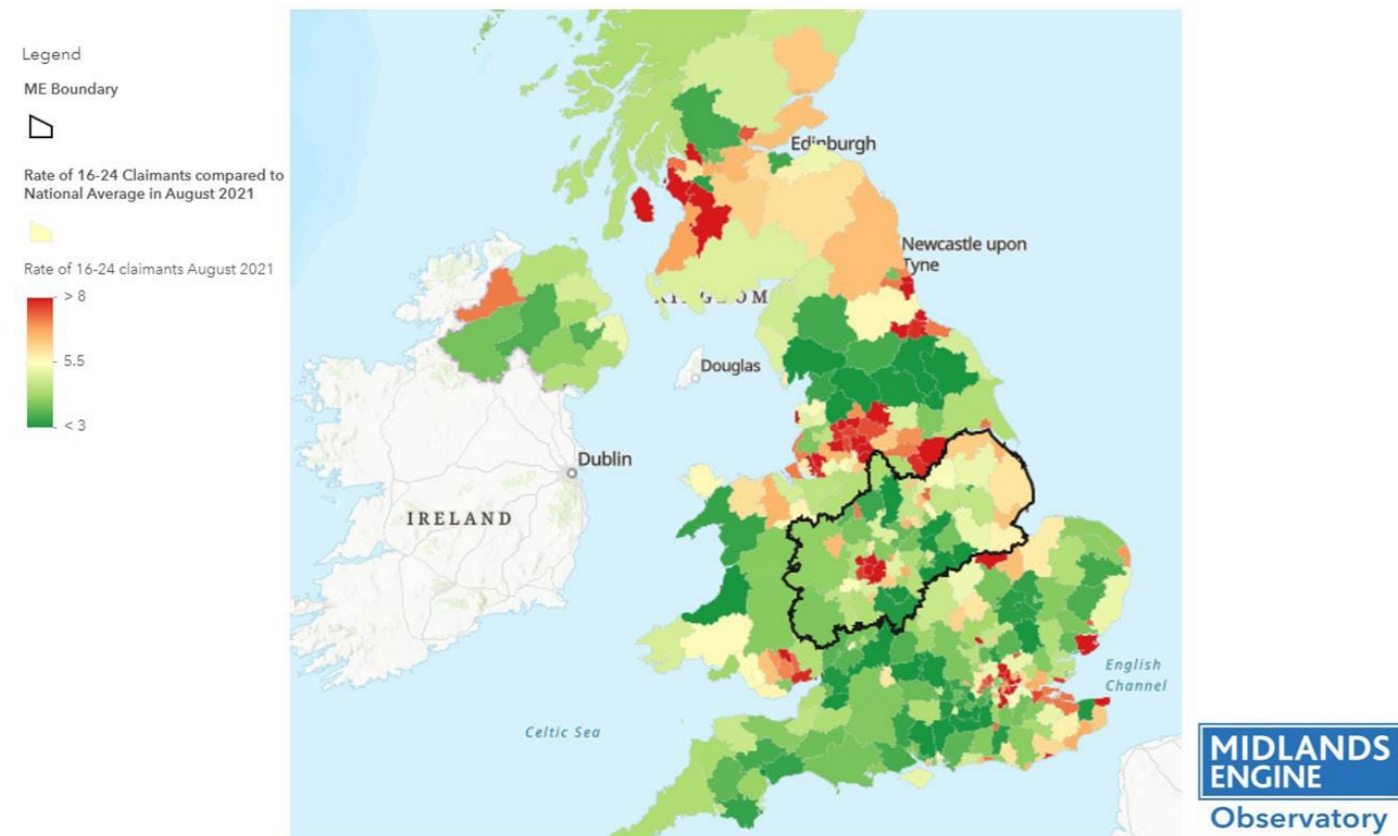 Legend
ME Boundary
Rate of 16-24 Claimants compared to
National Average in August 2021
Rate of 16-24 claimants August 2021
> 8
5.5
< 3
Edinburgh
Newcastle upon
Tyne
Douglas
Dublin
IRELAND
English
Channel
Celtic Sea
MIDLANDS
ENGINE
Observatory